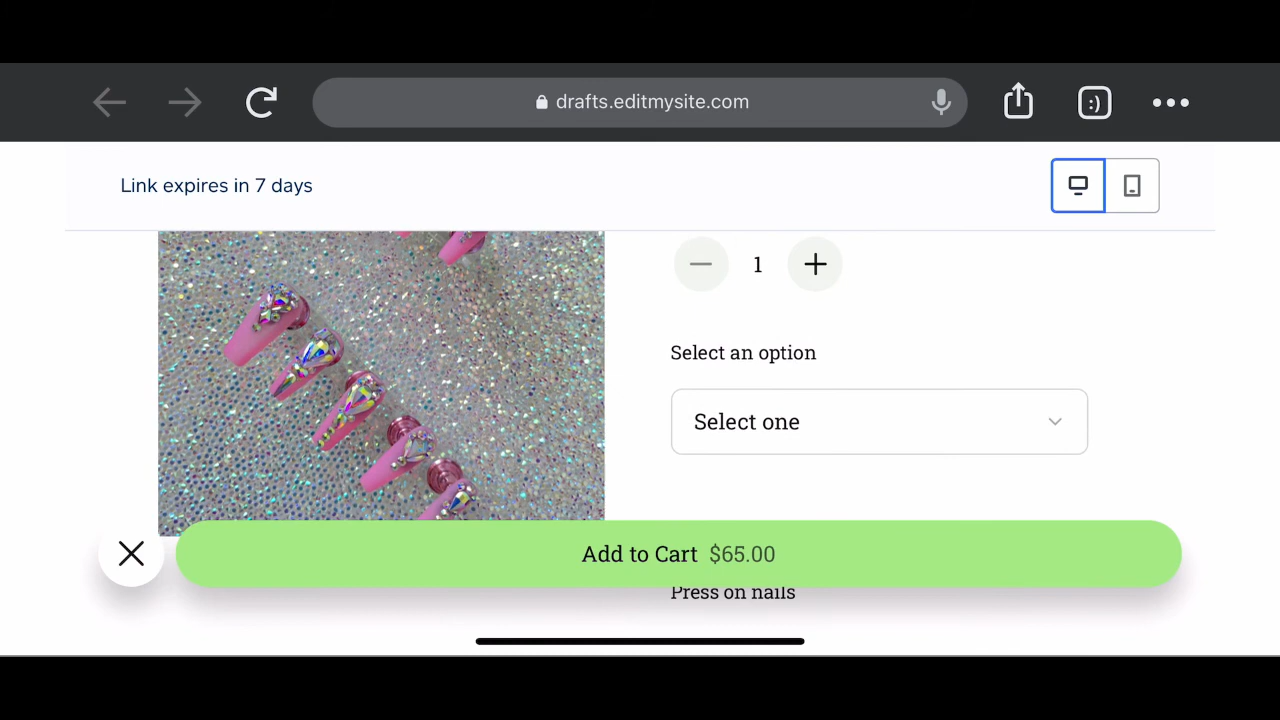 drafts.editmysite.com
:)
Link expires in 7 days
1
Select an option
Select one
Add to Cart $65.00
Press on nails